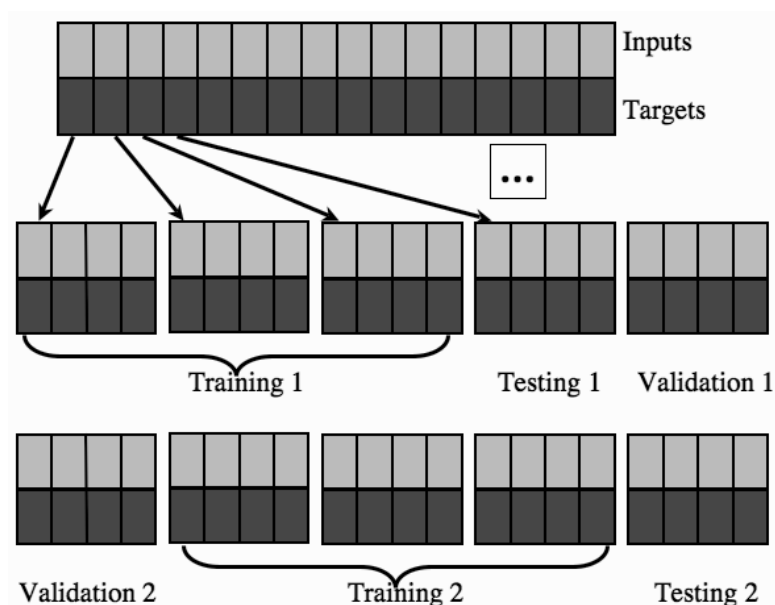 Inputs
Targets
...
Training 1 Testing 1 Validation 1
Validation 2 Training 2 Testing 2